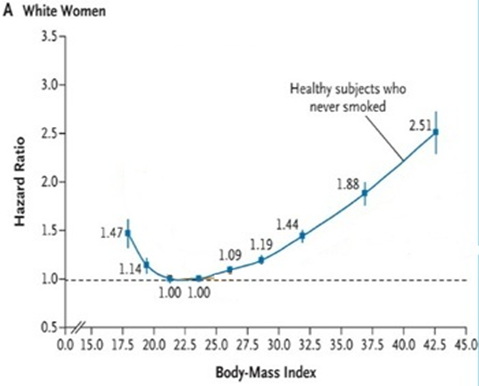 A White Women
3.5
3.0
2.5
2.0
1.5
1.0
0.5
Hazard Ratio
Healthy subjects who
never smoked
2.51
1.88
1.44
1.19
1.09
1.47
1.14
1.00 1.00
0.0 15.0 17.5 20.0 22.5 25.0 27.5 30.0 32.5 35.0 37.5 40.0 42.5 45.0
Body-Mass Index